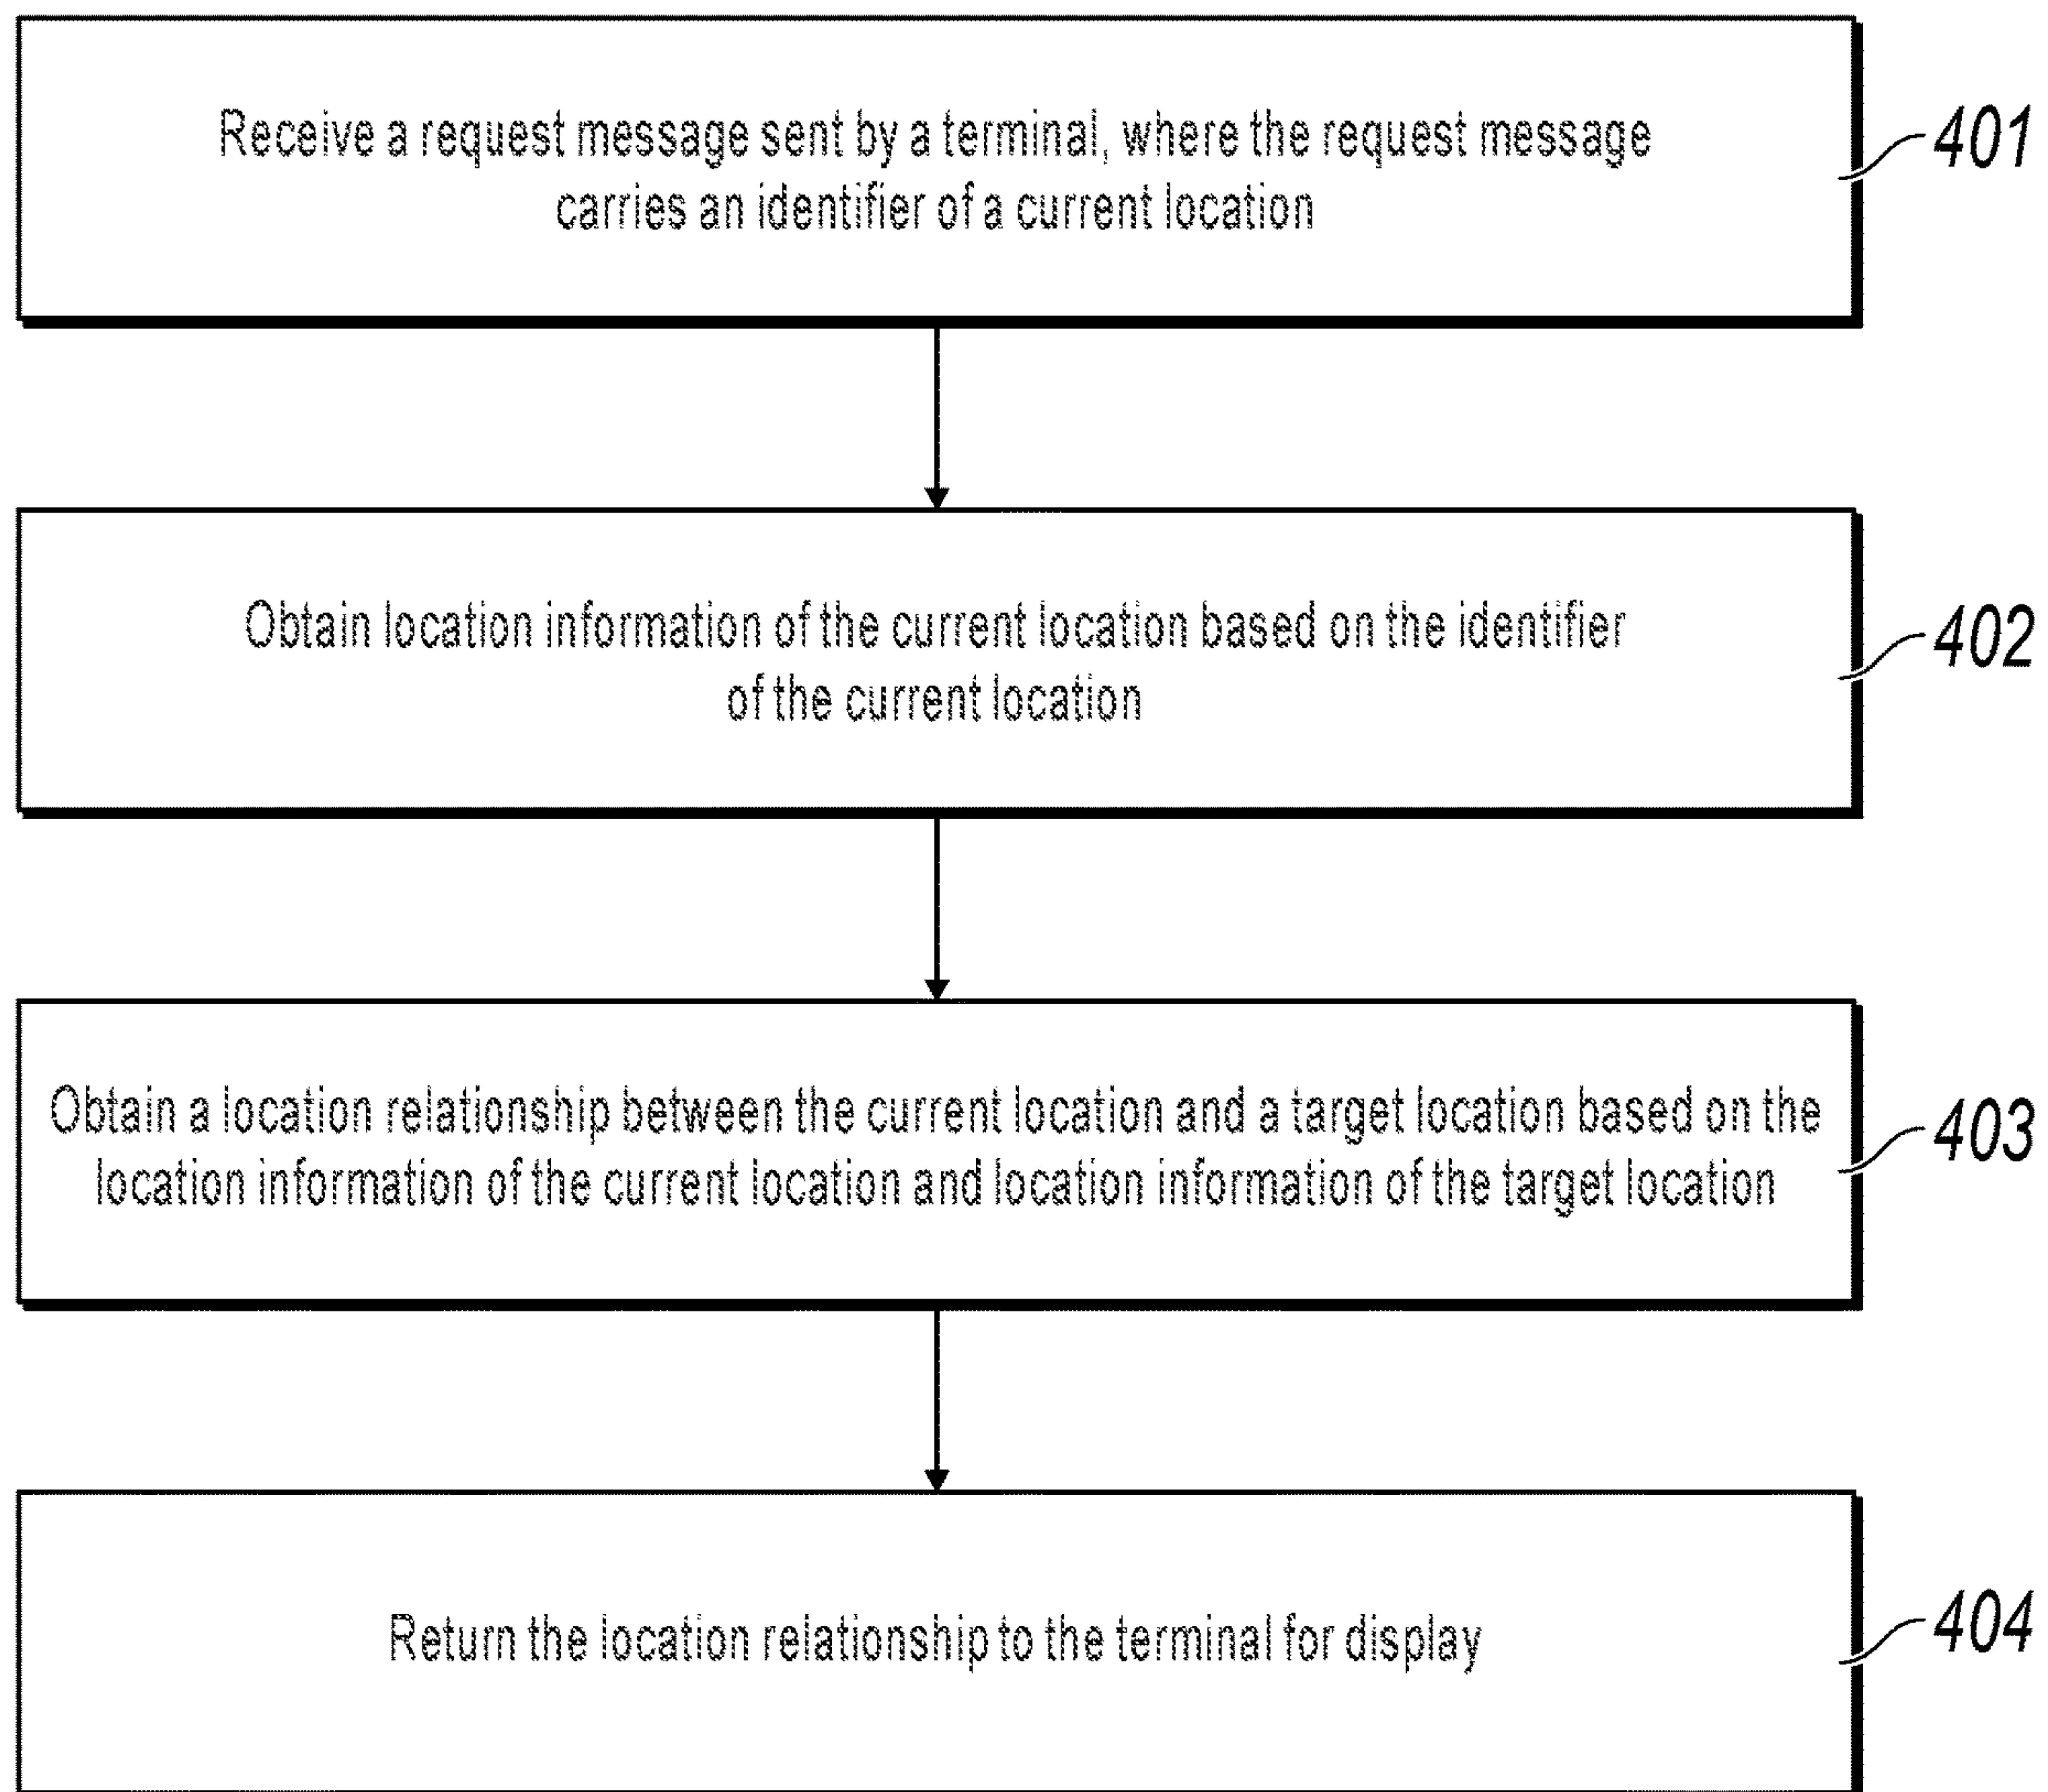 Receive a request message sent by a terminal, where the request message
carries an identifier of a current location
401
Obtain location information of the current location based on the identifier
of the current location
402
Obtain a location relationship between the current location and a target location based on the
location information of the current location and location information of the target location
403
Return the location relationship to the terminal for display
404